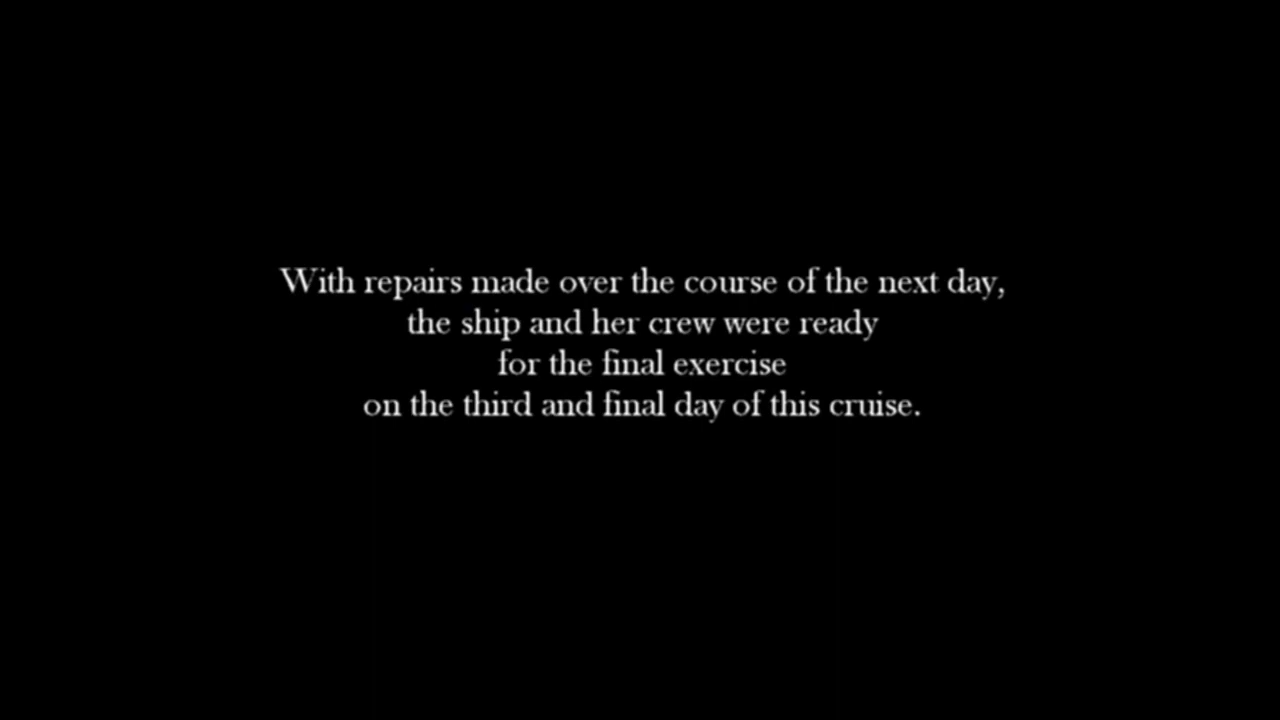 With repairs made over the course of the next day,
the ship and her crew were ready
for the final exercise
on the third and final day of this cruise.